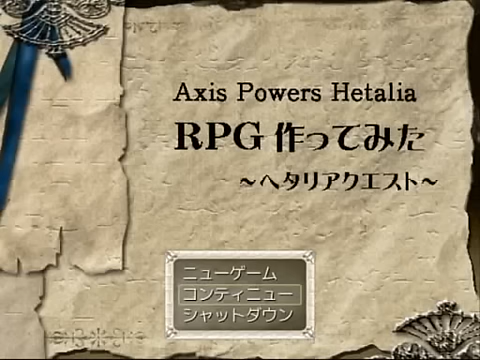 Axis Powers Hetalia
RPG 作ってみた
～ヘタリアクエスト～
ニューゲーム
コンティニュー
シャットダウン